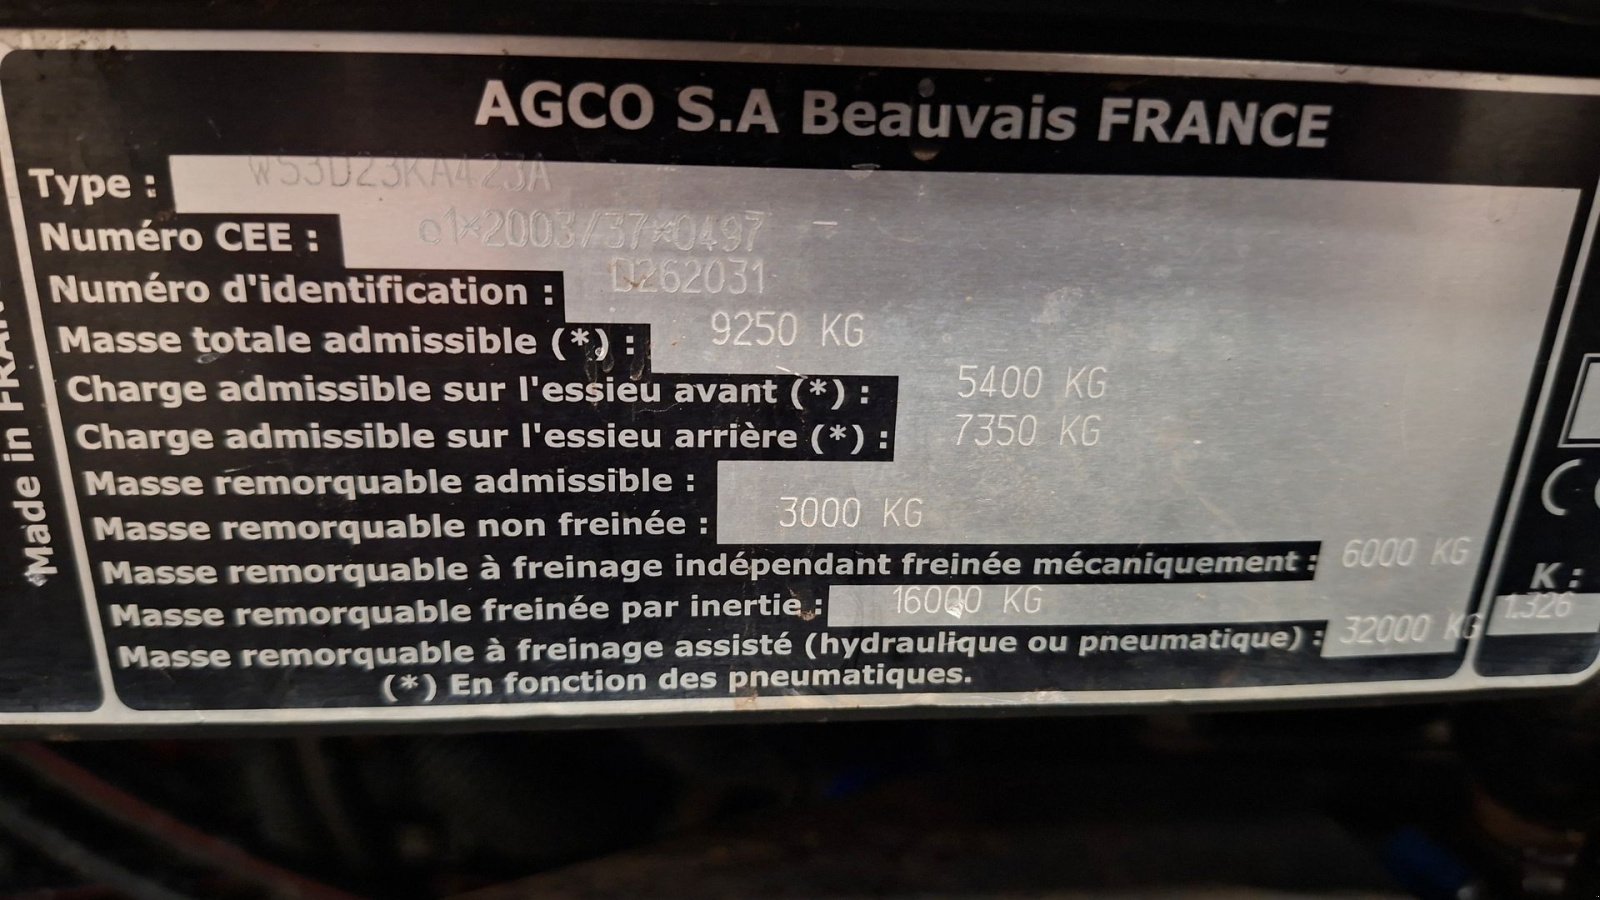 AGCO S.A Beauvais FRANCE
Type : W53D23KA423A
Numéro CEE : e1*2003/37*0497
Numéro d'identification : D262031
Masse totale admissible (*) : 9250 KG
Charge admissible sur l'essieu avant (*) : 5400 KG
Charge admissible sur l'essieu arrière (*) : 7350 KG
Masse remorquable admissible :
Masse remorquable non freinée : 3000 KG
Masse remorquable à freinage indépendant freinée mécaniquement : 6000 KG
Masse remorquable freinée par inertie : 16000 KG
Masse remorquable à freinage assisté (hydraulique ou pneumatique) : 32000 KG
(*) En fonction des pneumatiques.
Made in
K :
1.326